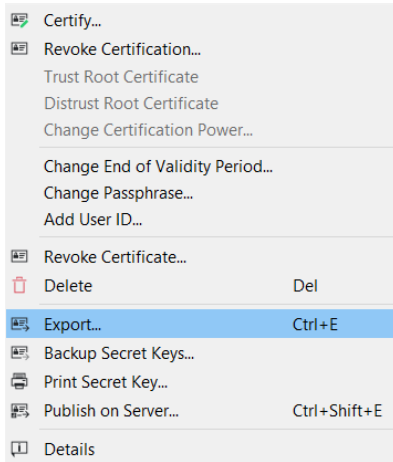 Certify...
Revoke Certification...
Trust Root Certificate
Distrust Root Certificate
Change Certification Power...
Change End of Validity Period...
Change Passphrase...
Add User ID...
Revoke Certificate...
Delete Del
Export... Ctrl+E
Backup Secret Keys...
Print Secret Key...
Publish on Server... Ctrl+Shift+E
Details